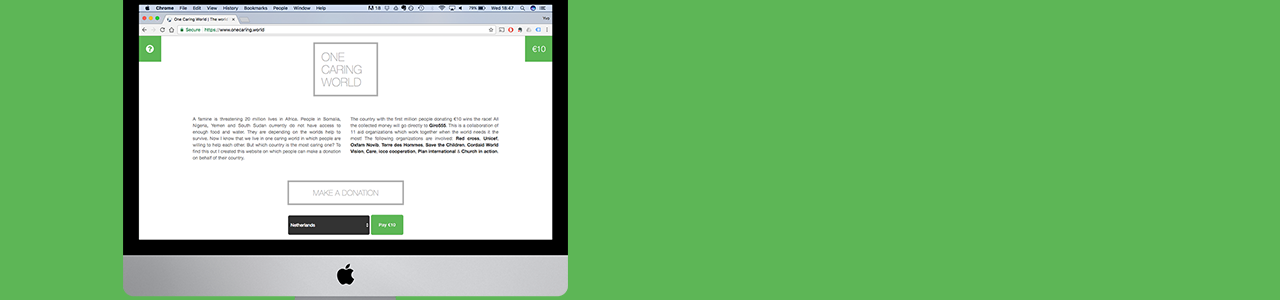 Chrome File Edit View History Bookmarks People Window Help 18 79% Wed 18:47
One Caring World | The world
Secure https://www.onecaring.world
?
€10
ONE
CARING
WORLD
A famine is threatening 20 million lives in Africa. People in Somalia,
Nigeria, Yemen and South Sudan currently do not have access to
enough food and water. They are depending on the worlds help to
survive. Now I know that we live in one caring world in which people are
willing to help each other. But which country is the most caring one? To
find this out I created this website on which people can make a donation
on behalf of their country.
The country with the first million people donating €10 wins the race! All
the collected money will go directly to Giro555. This is a collaboration of
11 aid organizations which work together when the world needs it the
most! The following organizations are involved: Red cross, Unicef,
Oxfam Novib, Terre des Hommes, Save the Children, Cordaid World
Vision, Care, icco cooperation, Plan international & Church in action.
MAKE A DONATION
Netherlands
Pay €10